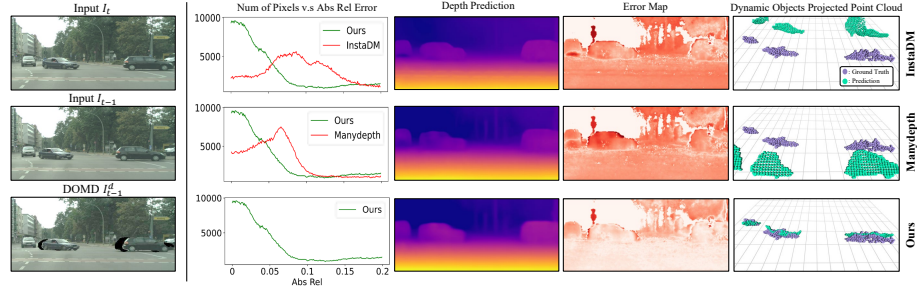 Input I_t
Num of Pixels v.s Abs Rel Error
Depth Prediction
Error Map
Dynamic Objects Projected Point Cloud
10000
5000
Ours
InstaDM
: Ground Truth
: Prediction
InstaDM
Input I_{t-1}
10000
5000
Ours
Manydepth
Manydepth
DOMD I^d_{t-1}
10000
5000
Ours
0
0.05
0.1
0.15
0.2
Abs Rel
Ours